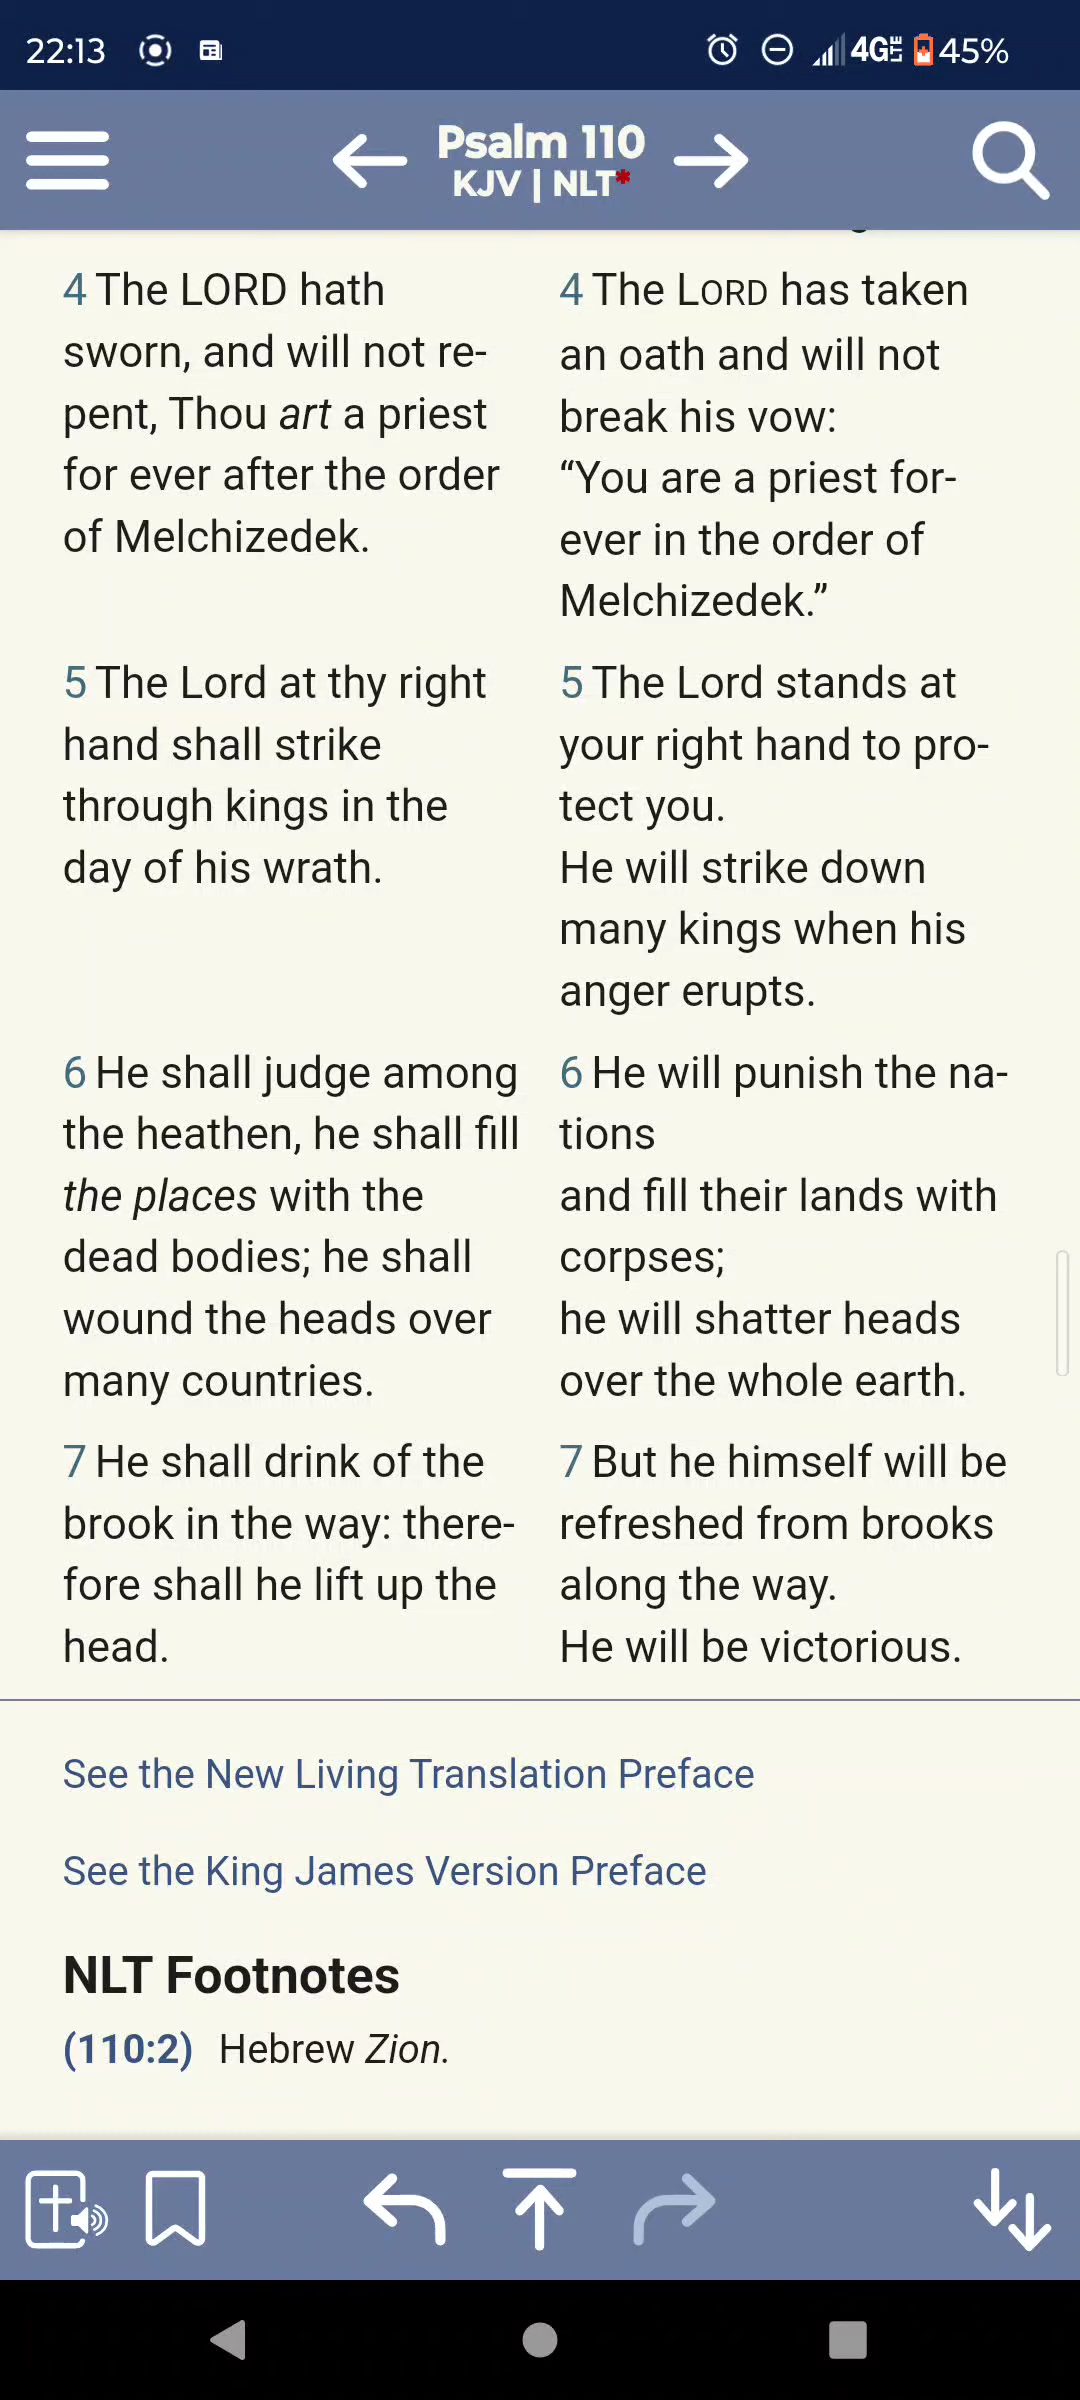 22:13
4G LTE 45%
Psalm 110
KJV | NLT*
4 The LORD hath
sworn, and will not re-
pent, Thou art a priest
for ever after the order
of Melchizedek.
4 The LORD has taken
an oath and will not
break his vow:
“You are a priest for-
ever in the order of
Melchizedek.”
5 The Lord at thy right
hand shall strike
through kings in the
day of his wrath.
5 The Lord stands at
your right hand to pro-
tect you.
He will strike down
many kings when his
anger erupts.
6 He shall judge among
the heathen, he shall fill
the places with the
dead bodies; he shall
wound the heads over
many countries.
6 He will punish the na-
tions
and fill their lands with
corpses;
he will shatter heads
over the whole earth.
7 He shall drink of the
brook in the way: there-
fore shall he lift up the
head.
7 But he himself will be
refreshed from brooks
along the way.
He will be victorious.
See the New Living Translation Preface
See the King James Version Preface
NLT Footnotes
(110:2) Hebrew Zion.